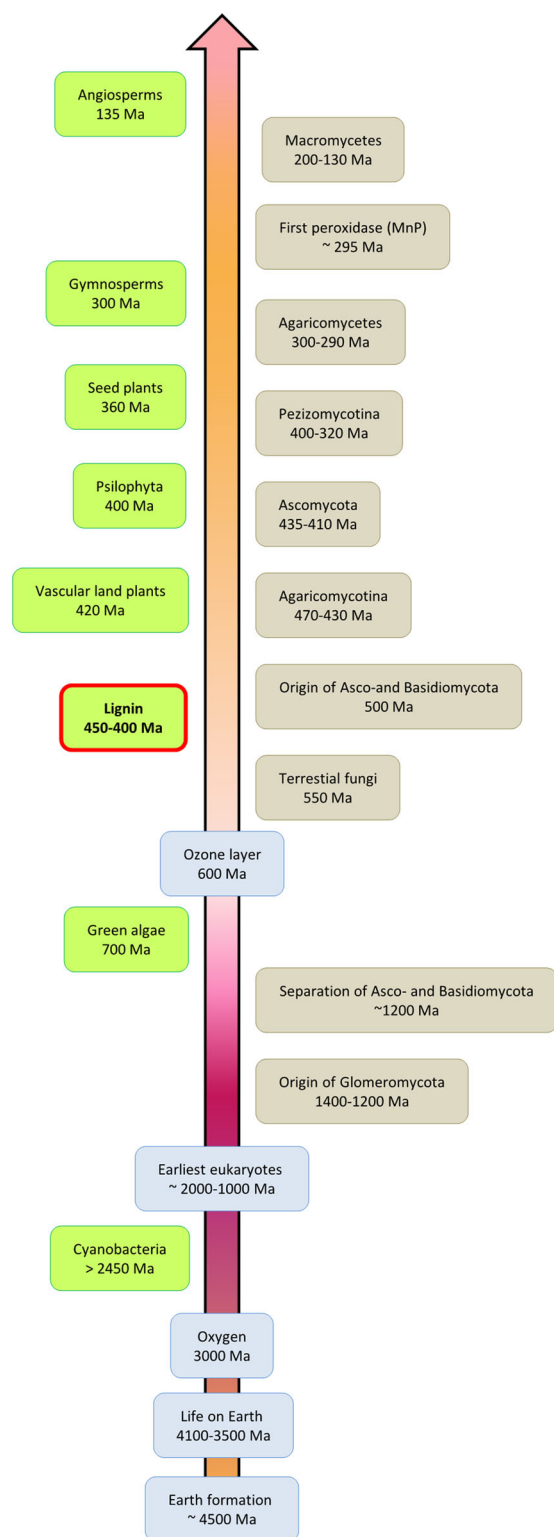 Angiosperms
135 Ma
Macromycetes
200-130 Ma
First peroxidase (MnP)
~ 295 Ma
Gymnosperms
300 Ma
Agaricomycetes
300-290 Ma
Seed plants
360 Ma
Pezizomycotina
400-320 Ma
Psilophyta
400 Ma
Ascomycota
435-410 Ma
Vascular land plants
420 Ma
Agaricomycotina
470-430 Ma
Origin of Asco-and Basidiomycota
500 Ma
Lignin
450-400 Ma
Terrestial fungi
550 Ma
Ozone layer
600 Ma
Green algae
700 Ma
Separation of Asco- and Basidiomycota
~1200 Ma
Origin of Glomeromycota
1400-1200 Ma
Earliest eukaryotes
~ 2000-1000 Ma
Cyanobacteria
> 2450 Ma
Oxygen
3000 Ma
Life on Earth
4100-3500 Ma
Earth formation
~ 4500 Ma